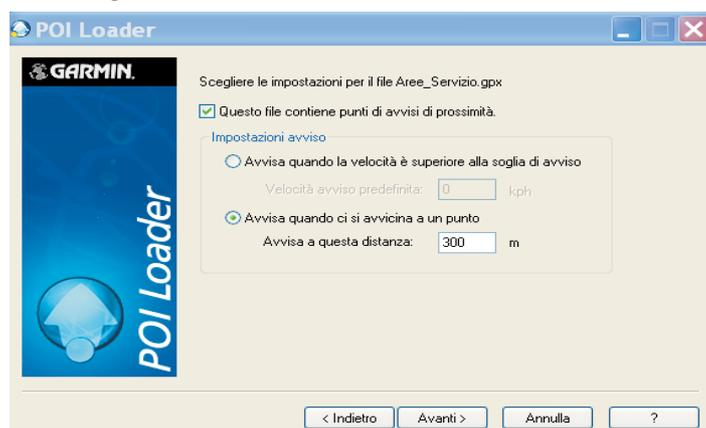 POI Loader
GARMIN.
POI Loader
Scegliere le impostazioni per il file Aree_Servizio.gpx
Questo file contiene punti di avvisi di prossimità.
Impostazioni avviso
Avvisa quando la velocità è superiore alla soglia di avviso
Velocità avviso predefinita: 0 kph
Avvisa quando ci si avvicina a un punto
Avvisa a questa distanza: 300 m
< Indietro Avanti > Annulla ?